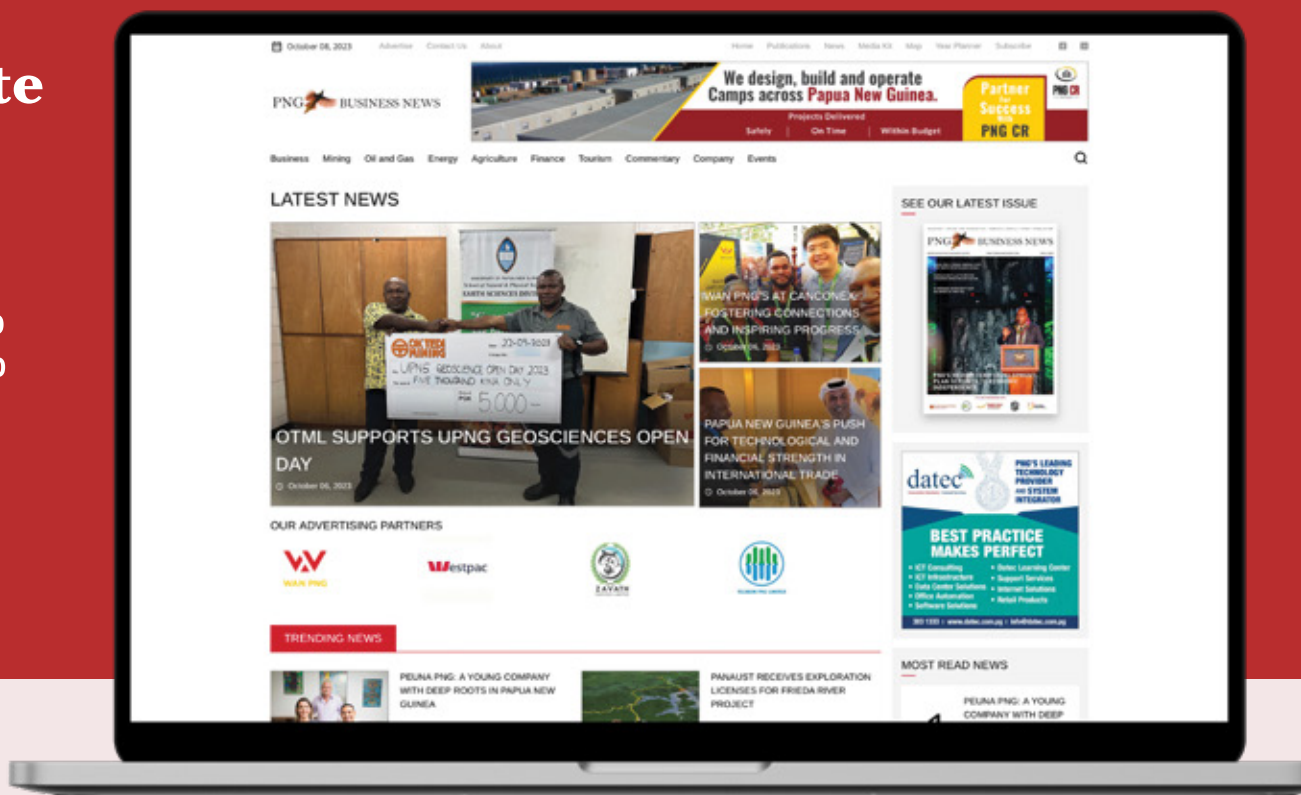 te
October 08, 2023
Advertise Contact Us About
Home Publications News Media Kit Map Year Planner Subscribe
PNG BUSINESS NEWS
We design, build and operate
Camps across Papua New Guinea.
Projects Delivered
Safely | On Time | Within Budget
Partner
For
Success
With
PNG CR
PNG CR
Business Mining Oil and Gas Energy Agriculture Finance Tourism Commentary Company Events
LATEST NEWS
EARTH SCIENCES
OK TEDI
MINING
22-09-2023
UPNG GEOSCIENCE OPEN DAY 2023
FIVE THOUSAND KINA ONLY
PGK 5,000
OTML SUPPORTS UPNG GEOSCIENCES OPEN
DAY
October 06, 2023
WAN PNG'S AT CANCONEX:
FOSTERING CONNECTIONS
AND INSPIRING PROGRESS
October 06, 2023
PAPUA NEW GUINEA'S PUSH
FOR TECHNOLOGICAL AND
FINANCIAL STRENGTH IN
INTERNATIONAL TRADE
October 06, 2023
SEE OUR LATEST ISSUE
PNG BUSINESS NEWS
OUR ADVERTISING PARTNERS
WAN PNG
Westpac
ZAVATH
datec
PNG'S LEADING
TECHNOLOGY
PROVIDER
AND SYSTEM
INTEGRATOR
BEST PRACTICE
MAKES PERFECT
• ICT Consulting
• ICT Infrastructure
• Data Center Solutions
• Office Automation
• Software Solutions
• Datec Learning Center
• Support Services
• Internet Solutions
• Retail Products
303 1333 | www.datec.com.pg | info@datec.com.pg
TRENDING NEWS
PEUNA PNG: A YOUNG COMPANY
WITH DEEP ROOTS IN PAPUA NEW
GUINEA
PANAUST RECEIVES EXPLORATION
LICENSES FOR FRIEDA RIVER
PROJECT
MOST READ NEWS
PEUNA PNG: A YOUNG
COMPANY WITH DEEP